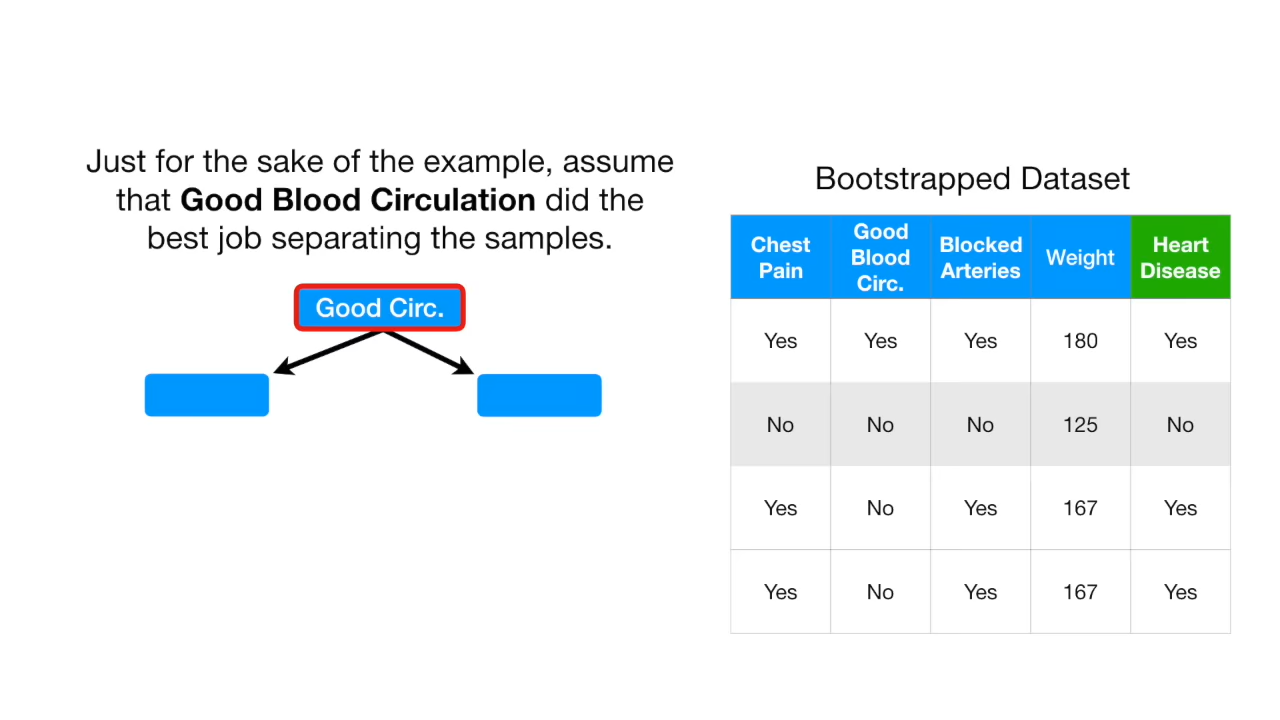 Just for the sake of the example, assume
that Good Blood Circulation did the
best job separating the samples.
Good Circ.
Bootstrapped Dataset
Chest Pain Good Blood Circ. Blocked Arteries Weight Heart Disease
Yes Yes Yes 180 Yes
No No No 125 No
Yes No Yes 167 Yes
Yes No Yes 167 Yes